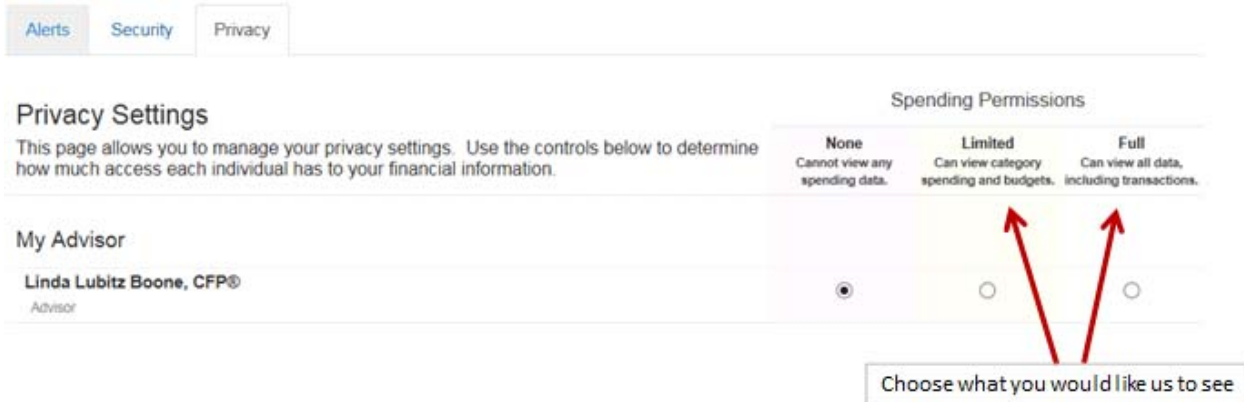 Alerts Security Privacy
Privacy Settings
This page allows you to manage your privacy settings. Use the controls below to determine
how much access each individual has to your financial information.
Spending Permissions
None
Cannot view any
spending data.
Limited
Can view category
spending and budgets.
Full
Can view all data,
including transactions.
My Advisor
Linda Lubitz Boone, CFP®
Advisor
Choose what you would like us to see